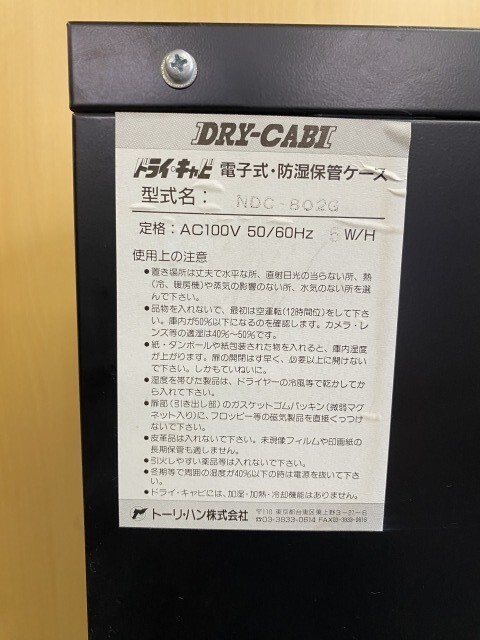 DRY-CABI
ドライ・キャビ 電子式・防湿保管ケース
型式名： NDC-802G
定格：AC100V 50/60Hz 5W/H
使用上の注意
●置き場所は丈夫で水平な所、直射日光の当らない所、熱
(冷、暖房機)や蒸気の影響のない所、水気のない所を選
んで下さい。
●品物を入れないで、最初は空運転(12時間位)をして下さ
い。庫内が50%以下になるのを確認します。カメラ・レ
ンズ等の適湿は40%～50%です。
●紙・ダンボールや紙包装された物を入れると、庫内湿度
が上がります。扉の開閉はす早く、必要以上に開けない
で下さい。しかもていねいに。
●湿度を帯びた製品は、ドライヤーの冷風等で乾かしてか
ら入れて下さい。
●扉部(引き出し部)のガスケットゴムパッキン(微弱マグ
ネット入り)に、フロッピー等の磁気製品を直接くっつけ
ないで下さい。
●皮革品は入れないで下さい。未現像フィルムや印画紙の
長期保管も適しません。
●引火しやすい薬品等は入れないで下さい。
●冬期等で周囲の湿度が40%以下の時は電源を抜いて下さ
い。
●ドライ・キャビには、加湿・加熱・冷却機能はありません。
トーリ・ハン株式会社
〒110 東京都台東区東上野3-21-6
☎03-3833-0614 FAX03-3833-0616